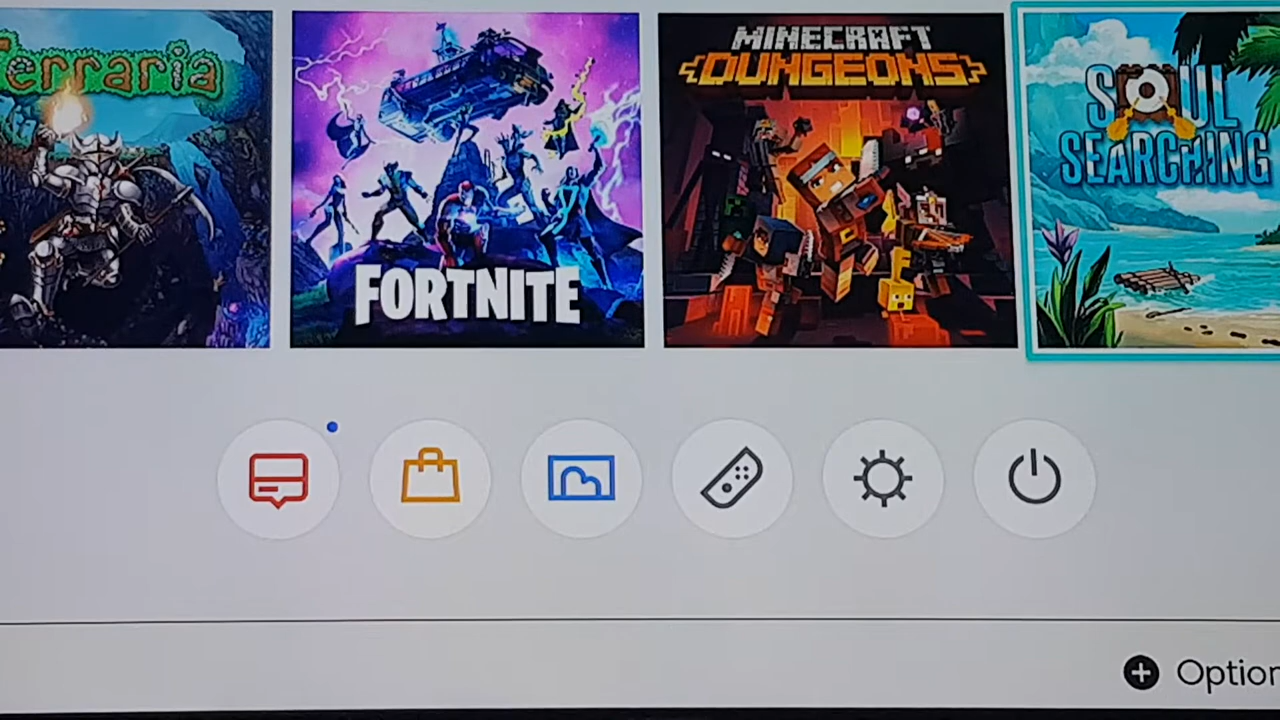 Terraria
FORTNITE
MINECRAFT
DUNGEONS
SOUL
SEARCHING
Option